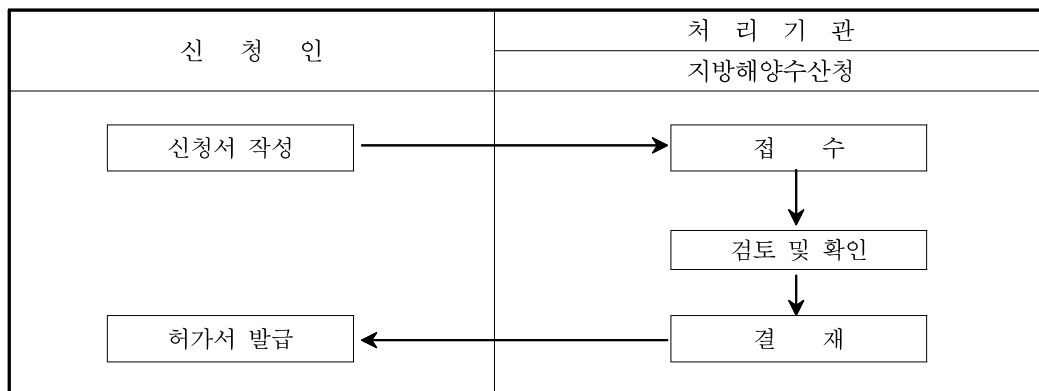 신 청 인
처 리 기 관
지방해양수산청
신청서 작성
접 수
검토 및 확인
허가서 발급
결 재